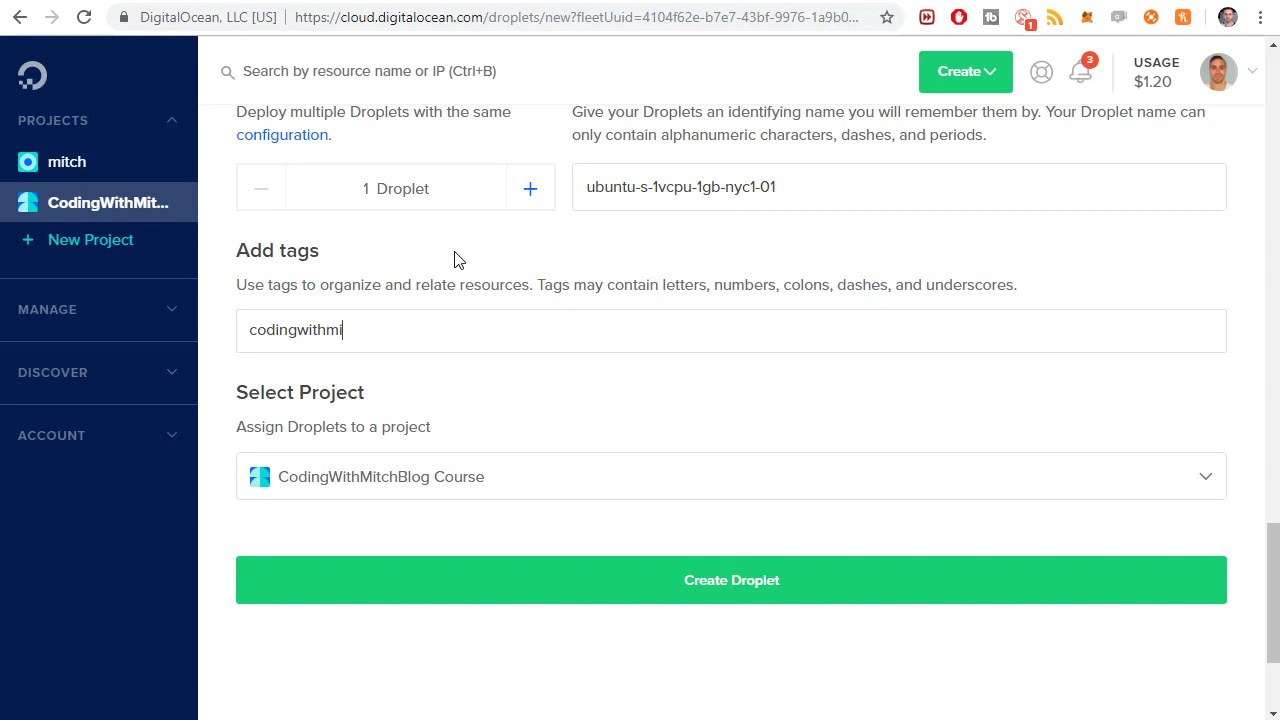 DigitalOcean, LLC [US]
https://cloud.digitalocean.com/droplets/new?fleetUuid=4104f62e-b7e7-43bf-9976-1a9b0...
1
PROJECTS
mitch
CodingWithMit...
+ New Project
MANAGE
DISCOVER
ACCOUNT
Search by resource name or IP (Ctrl+B)
Create
3
USAGE
$1.20
Deploy multiple Droplets with the same
configuration.
1 Droplet
Give your Droplets an identifying name you will remember them by. Your Droplet name can
only contain alphanumeric characters, dashes, and periods.
ubuntu-s-1vcpu-1gb-nyc1-01
Add tags
Use tags to organize and relate resources. Tags may contain letters, numbers, colons, dashes, and underscores.
codingwithmi
Select Project
Assign Droplets to a project
CodingWithMitchBlog Course
Create Droplet